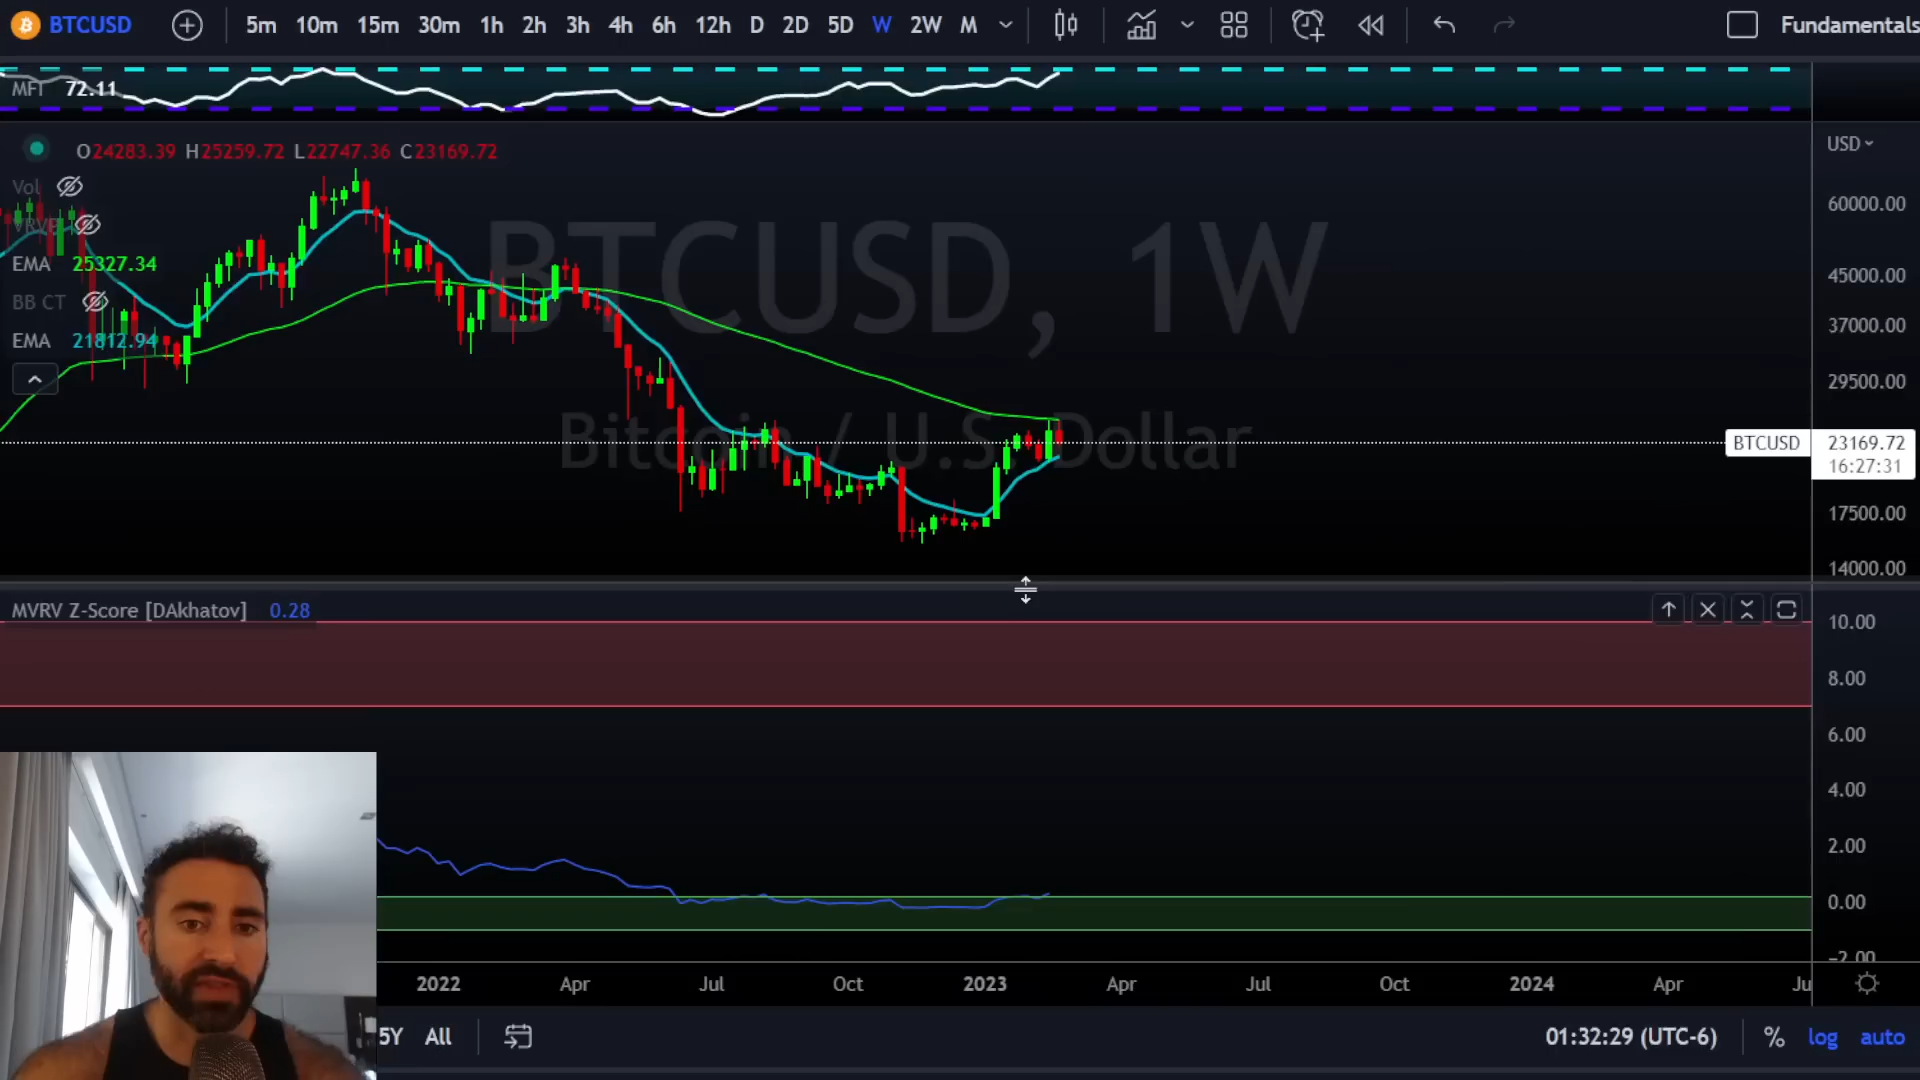 BTCUSD 5m 10m 15m 30m 1h 2h 3h 4h 6h 12h D 2D 5D W 2W M Fundamentals
MFI 72.11
O24283.39 H25259.72 L22747.36 C23169.72
USD
Vol
60000.00
VRVP
EMA 25327.34
45000.00
BTCUSD, 1W
BB CT
37000.00
EMA 21812.94
29500.00
Bitcoin / U.S. Dollar
BTCUSD 23169.72
16:27:31
17500.00
14000.00
MVRV Z-Score [DAkhatov] 0.28
10.00
8.00
6.00
4.00
2.00
0.00
-2.00
2022 Apr Jul Oct 2023 Apr Jul Oct 2024 Apr Ju
5Y All 01:32:29 (UTC-6) % log auto